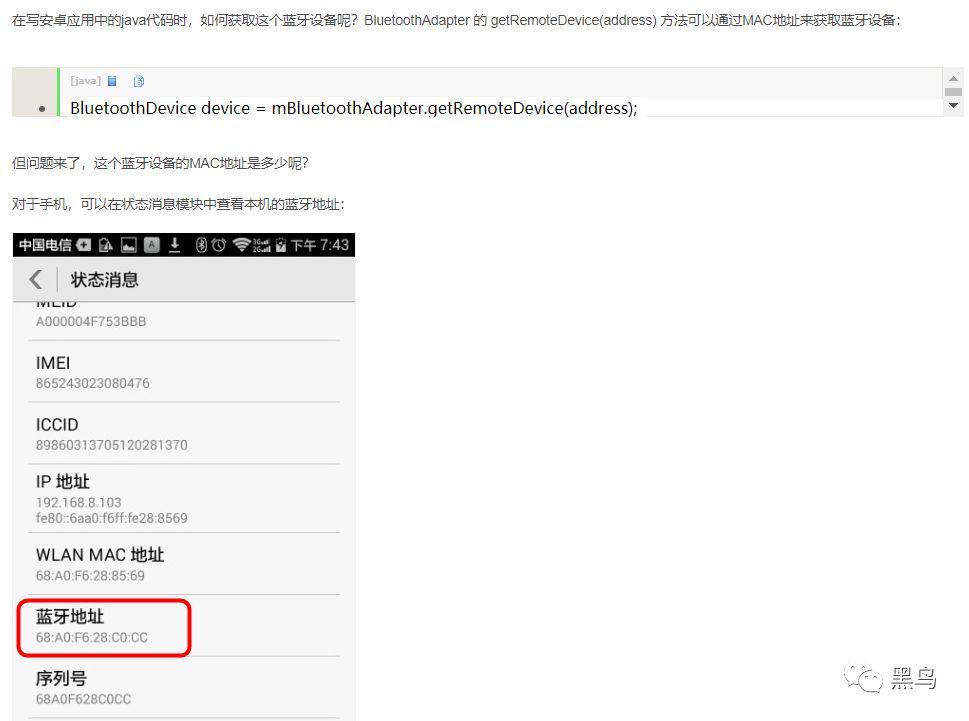 在写安卓应用中的java代码时，如何获取这个蓝牙设备呢？BluetoothAdapter 的 getRemoteDevice(address) 方法可以通过MAC地址来获取蓝牙设备：
[java]
BluetoothDevice device = mBluetoothAdapter.getRemoteDevice(address);
但问题来了，这个蓝牙设备的MAC地址是多少呢？
对于手机，可以在状态消息模块中查看本机的蓝牙地址：
中国电信 A 3G 2G 下午 7:43
状态消息
MEID
A000004F753BBB
IMEI
865243023080476
ICCID
89860313705120281370
IP 地址
192.168.8.103
fe80::6aa0:f6ff:fe28:8569
WLAN MAC 地址
68:A0:F6:28:85:69
蓝牙地址
68:A0:F6:28:C0:CC
序列号
68A0F628C0CC
黑鸟